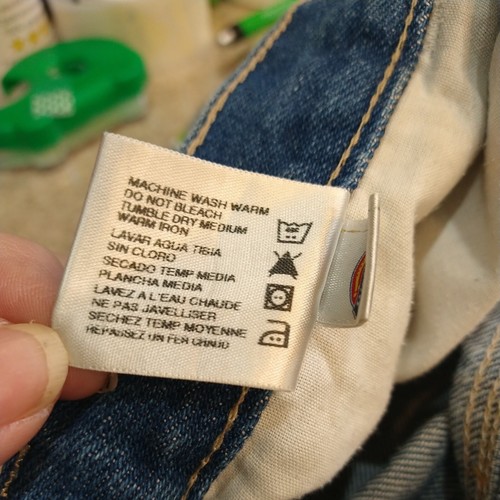 MACHINE WASH WARM
DO NOT BLEACH
TUMBLE DRY MEDIUM
WARM IRON
LAVAR AGUA TIBIA
SIN CLORO
SECADO TEMP MEDIA
PLANCHA MEDIA
LAVEZ A L'EAU CHAUDE
NE PAS JAVELLISER
SECHEZ TEMP MOYENNE
REPASSEZ UN FER CHAUD